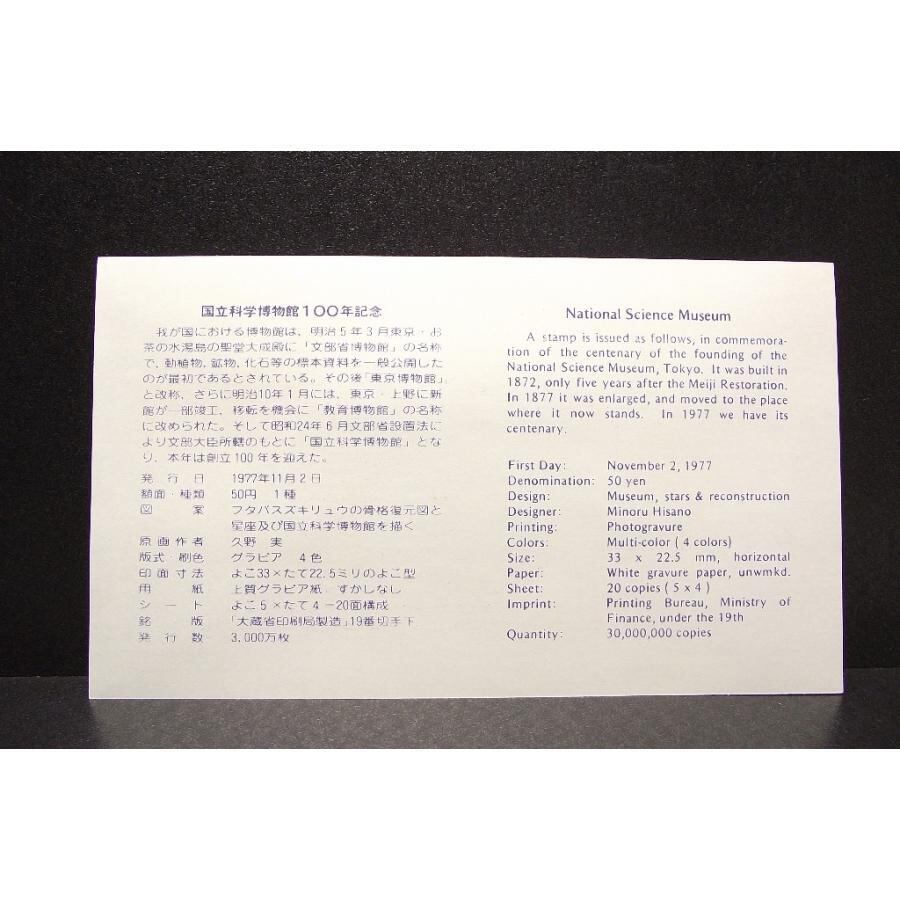 国立科学博物館100年記念
我が国における博物館は、明治5年3月東京・お
茶の水湯島の聖堂大成殿に「文部省博物館」の名称
で、動植物、鉱物、化石等の標本資料を一般公開した
のが最初であるとされている。その後「東京博物館」
と改称、さらに明治10年1月には、東京・上野に新
館が一部竣工、移転を機会に「教育博物館」の名称
に改められた。そして昭和24年6月文部省設置法に
より文部大臣所轄のもとに「国立科学博物館」とな
り、本年は創立100年を迎えた。
発行日 1977年11月2日
額面・種類 50円 1種
図案 フタバスズキリュウの骨格復元図と
星座及び国立科学博物館を描く
原画作者 久野 実
版式・刷色 グラビア 4色
印面寸法 よこ33×たて22.5ミリのよこ型
用紙 上質グラビア紙 すかしなし
シート よこ5×たて4－20面構成
銘版 「大蔵省印刷局製造」19番切手下
発行数 3,000万枚
National Science Museum
A stamp is issued as follows, in commemora-
tion of the centenary of the founding of the
National Science Museum, Tokyo. It was built in
1872, only five years after the Meiji Restoration.
In 1877 it was enlarged, and moved to the place
where it now stands. In 1977 we have its
centenary.
First Day: November 2, 1977
Denomination: 50 yen
Design: Museum, stars & reconstruction
Designer: Minoru Hisano
Printing: Photogravure
Colors: Multi-color ( 4 colors)
Size: 33 x 22.5 mm, horizontal
Paper: White gravure paper, unwmkd.
Sheet: 20 copies ( 5 x 4 )
Imprint: Printing Bureau, Ministry of
Finance, under the 19th
Quantity: 30,000,000 copies